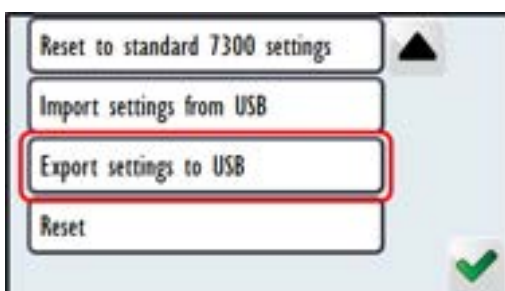 Reset to standard 7300 settings
Import settings from USB
Export settings to USB
Reset